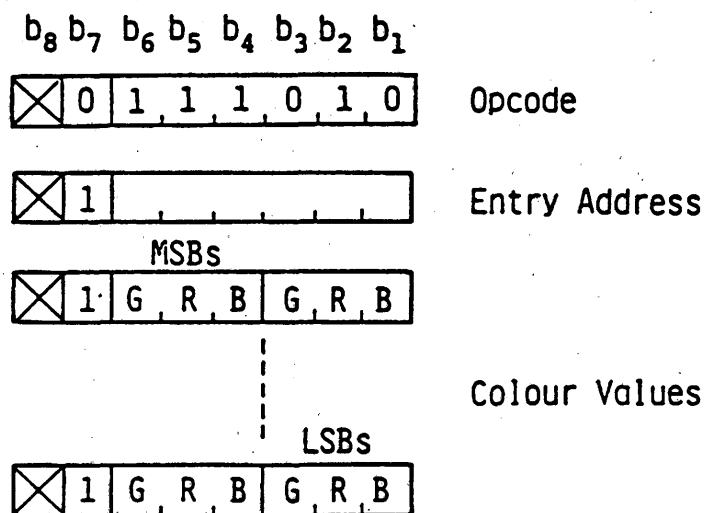 b8 b7 b6 b5 b4 b3 b2 b1
0 1 1 1 0 1 0 Opcode
1 Entry Address
MSBs
1 G R B G R B
Colour Values
LSBs
1 G R B G R B